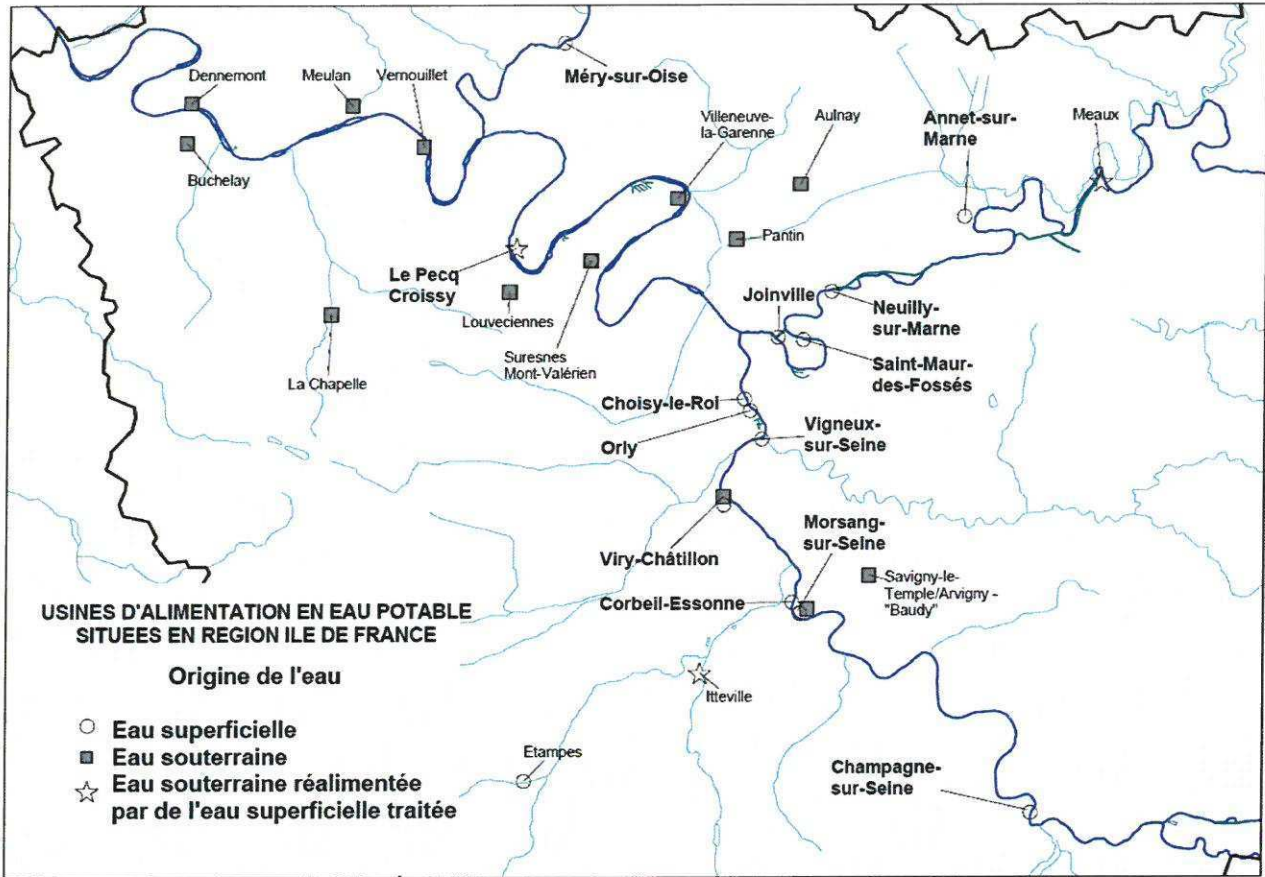 Méry-sur-Oise
Dennemont
Meulan
Vernouillet
Villeneuve-
la-Garenne
Aulnay
Annet-sur-
Marne
Meaux
Buchelay
Pantin
Le Pecq
Croissy
Joinville
Neuilly-
sur-Marne
Louveciennes
Suresnes
Mont-Valérien
Saint-Maur-
des-Fossés
La Chapelle
Choisy-le-Roi
Orly
Vigneux-
sur-Seine
Viry-Châtillon
Morsang-
sur-Seine
Corbeil-Essonne
Savigny-le-
Temple/Arvigny -
"Baudy"
Itteville
Etampes
Champagne-
sur-Seine
USINES D'ALIMENTATION EN EAU POTABLE
SITUEES EN REGION ILE DE FRANCE
Origine de l'eau
Eau superficielle
Eau souterraine
Eau souterraine réalimentée
par de l'eau superficielle traitée